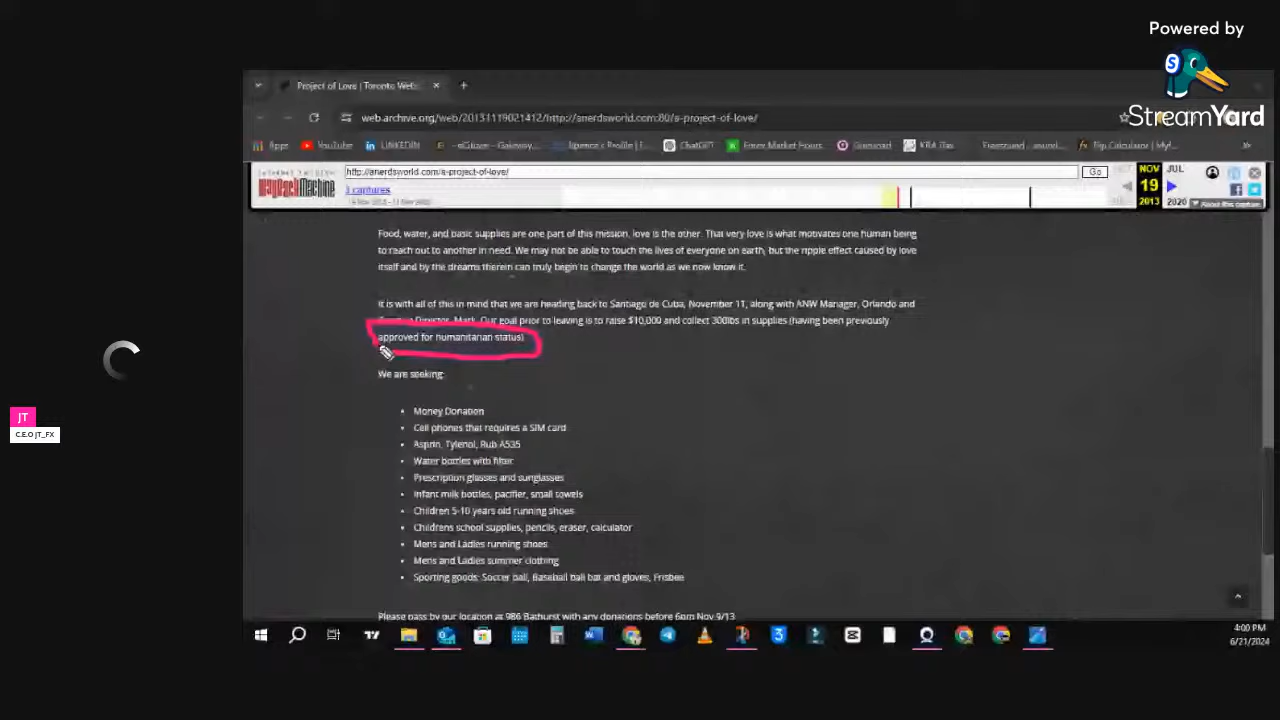 Powered by
StreamYard
Project of Love | Toronto Webs
web.archive.org/web/20131119021412/http://anerdsworld.com:80/a-project-of-love/
Apps YouTube LINKEDIN ChatGPT Forex Market Hours
INTERNET ARCHIVE
WayBackMachine
http://anerdsworld.com/a-project-of-love/
Go
3 captures
NOV
19
2013
JUL
2020
About this capture
Food, water, and basic supplies are one part of this mission, love is the other. That very love is what motivates one human being
to reach out to another in need. We may not be able to touch the lives of everyone on earth, but the ripple effect caused by love
itself and by the dreams therein can truly begin to change the world as we now know it.
It is with all of this in mind that we are heading back to Santiago de Cuba, November 11, along with ANW Manager, Orlando and
Director, Mark. Our goal prior to leaving is to raise $10,000 and collect 300lbs in supplies (having been previously
approved for humanitarian status)
We are seeking:
Money Donation
Cell phones that requires a SIM card
Asprin, Tylenol, Rub A535
Water bottles with filter
Prescription glasses and sunglasses
Infant milk bottles, pacifier, small towels
Children 5-10 years old running shoes
Childrens school supplies, pencils, eraser, calculator
Mens and Ladies running shoes
Mens and Ladies summer clothing
Sporting goods: Soccer ball, Baseball ball bat and gloves, Frisbee
Please pass by our location at 986 Bathurst with any donations before 6pm Nov 9/13
JT
C.E.O JT_FX
4:00 PM
6/21/2024